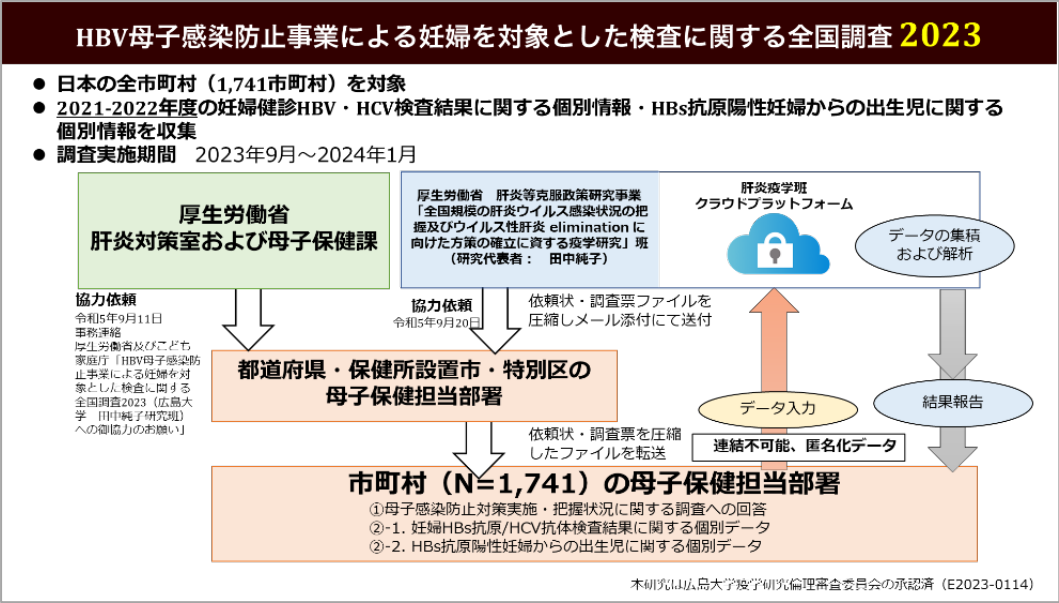 HBV母子感染防止事業による妊婦を対象とした検査に関する全国調査 2023
● 日本の全市町村（1,741市町村）を対象
● 2021-2022年度の妊婦健診HBV・HCV検査結果に関する個別情報・HBs抗原陽性妊婦からの出生児に関する
個別情報を収集
● 調査実施期間　2023年9月～2024年1月
厚生労働省
肝炎対策室および母子保健課
厚生労働省　肝炎等克服政策研究事業
「全国規模の肝炎ウイルス感染状況の把
握及びウイルス性肝炎 elimination に
向けた方策の確立に資する疫学研究」班
（研究代表者：　田中純子）
肝炎疫学班
クラウドプラットフォーム
データの集積
および解析
協力依頼
令和5年9月11日
事務連絡
厚生労働省及びこども
家庭庁「HBV母子感染防
止事業による妊婦を対
象とした検査に関する
全国調査2023（広島大
学　田中純子研究班）
への御協力のお願い」
協力依頼
令和5年9月20日
依頼状・調査票ファイルを
圧縮しメール添付にて送付
都道府県・保健所設置市・特別区の
母子保健担当部署
データ入力
結果報告
依頼状・調査票を圧縮
したファイルを転送
連結不可能、匿名化データ
市町村（N=1,741）の母子保健担当部署
①母子感染防止対策実施・把握状況に関する調査への回答
②-1. 妊婦HBs抗原/HCV抗体検査結果に関する個別データ
②-2. HBs抗原陽性妊婦からの出生児に関する個別データ
本研究は広島大学疫学研究倫理審査委員会の承認済（E2023-0114）